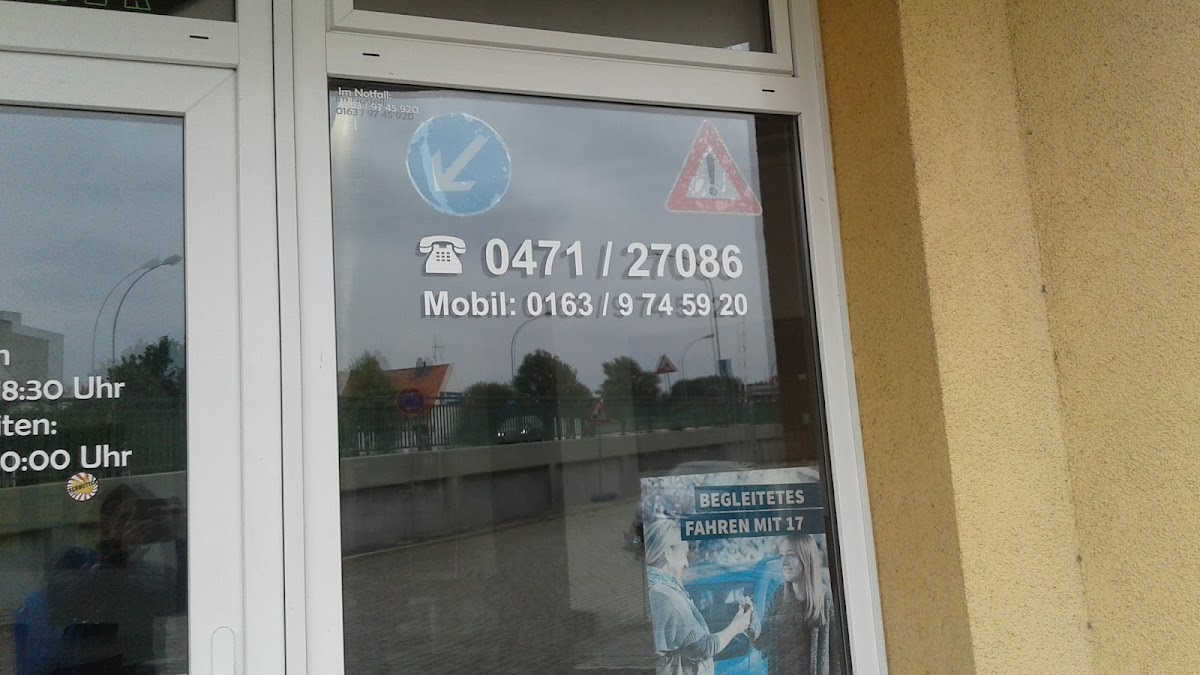 Im Notfall:
0163 / 97 45 920
0471 / 27086
Mobil: 0163 / 9 74 59 20
8:30 Uhr
iten:
0:00 Uhr
BEGLEITETES
FAHREN MIT 17